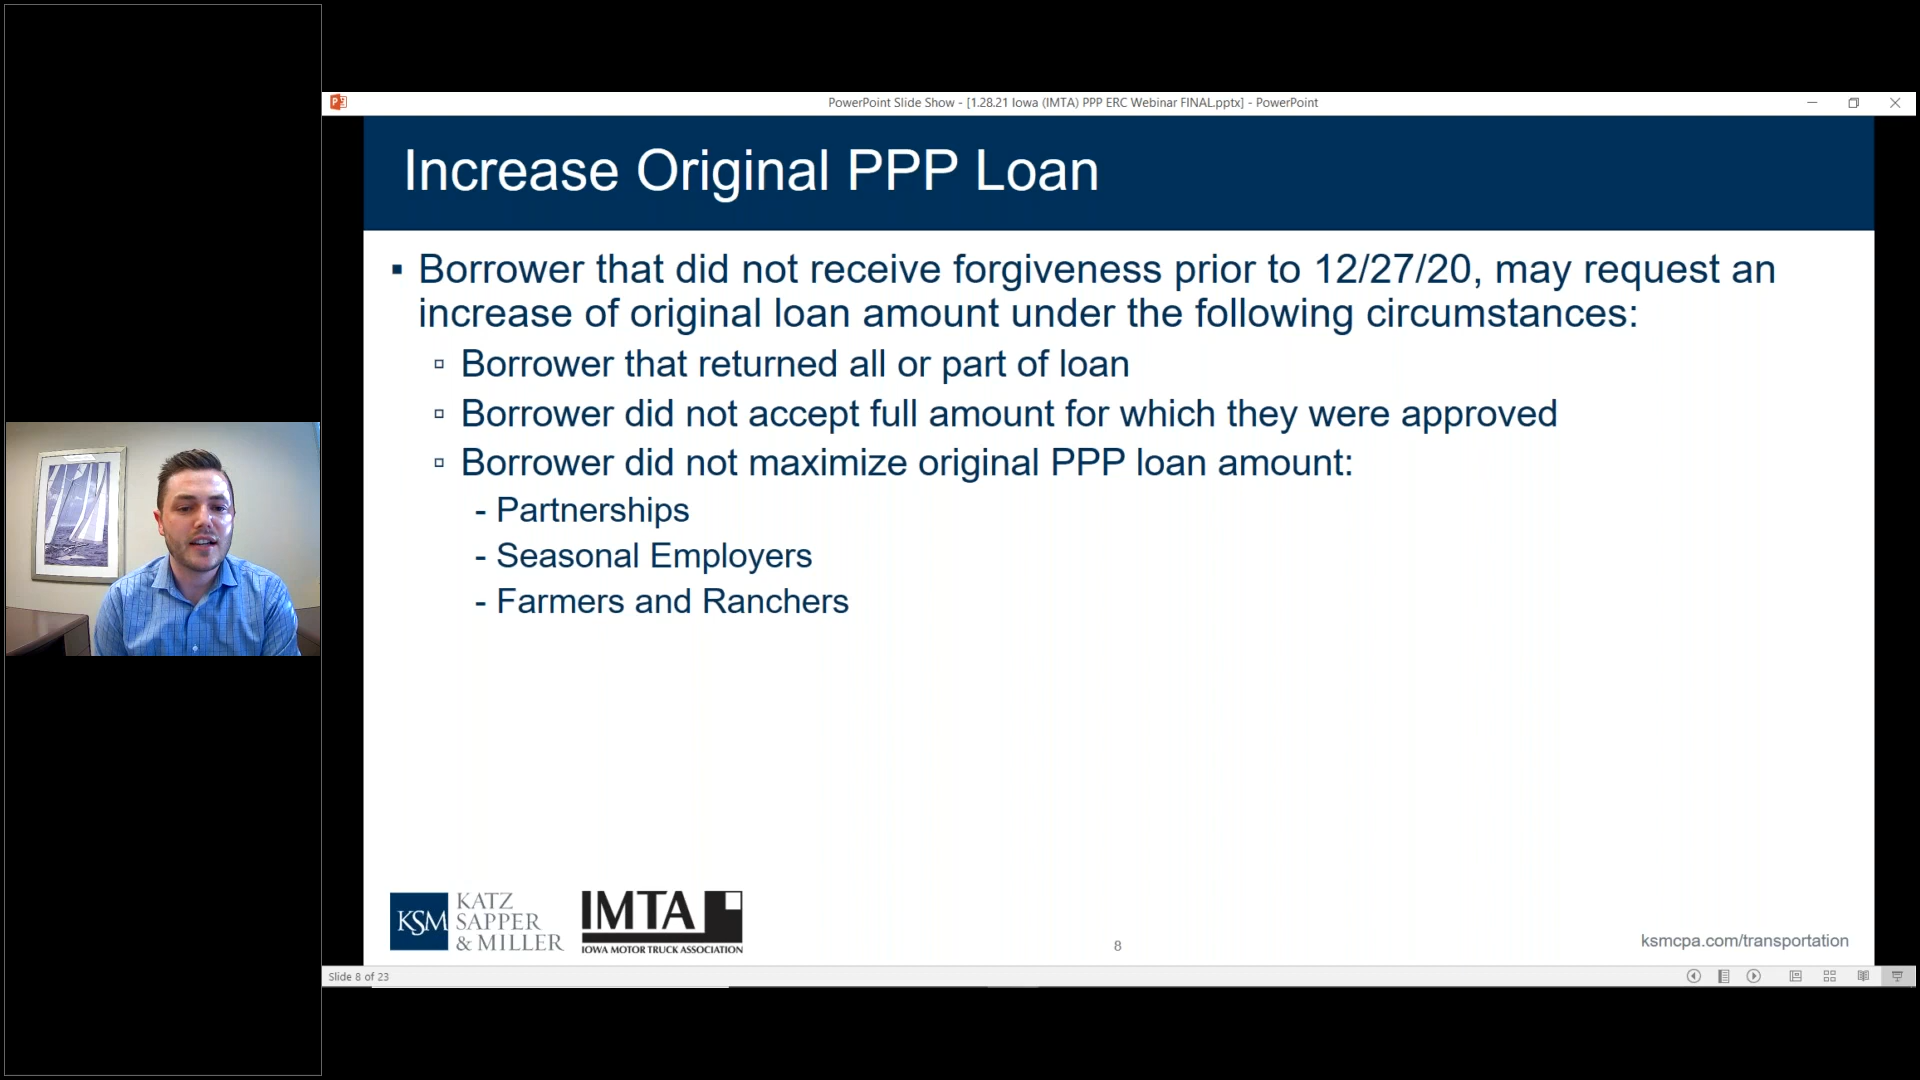 PowerPoint Slide Show - [1.28.21 Iowa (IMTA) PPP ERC Webinar FINAL.pptx] - PowerPoint
Increase Original PPP Loan
▪ Borrower that did not receive forgiveness prior to 12/27/20, may request an
increase of original loan amount under the following circumstances:
▫ Borrower that returned all or part of loan
▫ Borrower did not accept full amount for which they were approved
▫ Borrower did not maximize original PPP loan amount:
- Partnerships
- Seasonal Employers
- Farmers and Ranchers
KSM
KATZ
SAPPER
& MILLER
IMTA
IOWA MOTOR TRUCK ASSOCIATION
8
ksmcpa.com/transportation
Slide 8 of 23